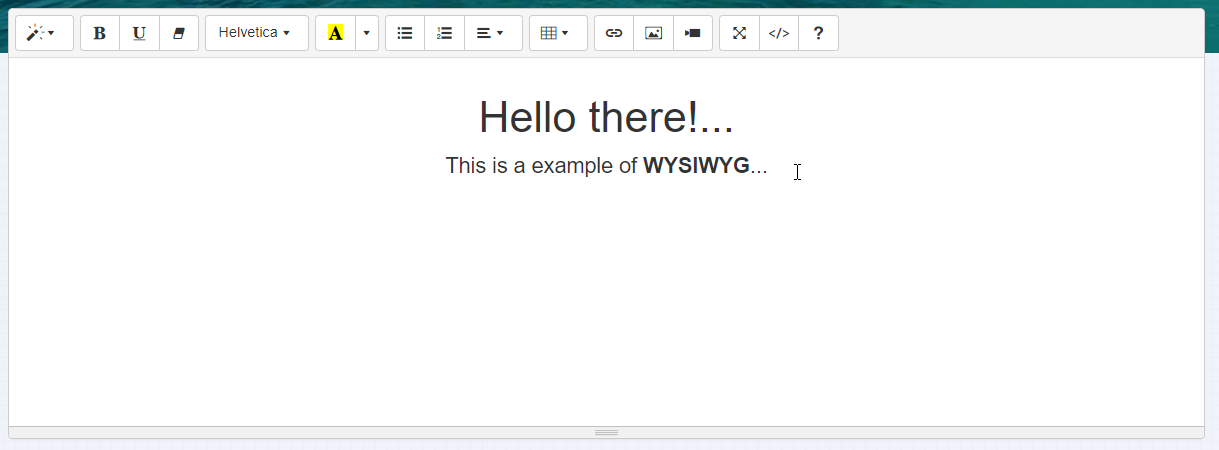 B U Helvetica A </> ?
Hello there!...
This is a example of WYSIWYG...